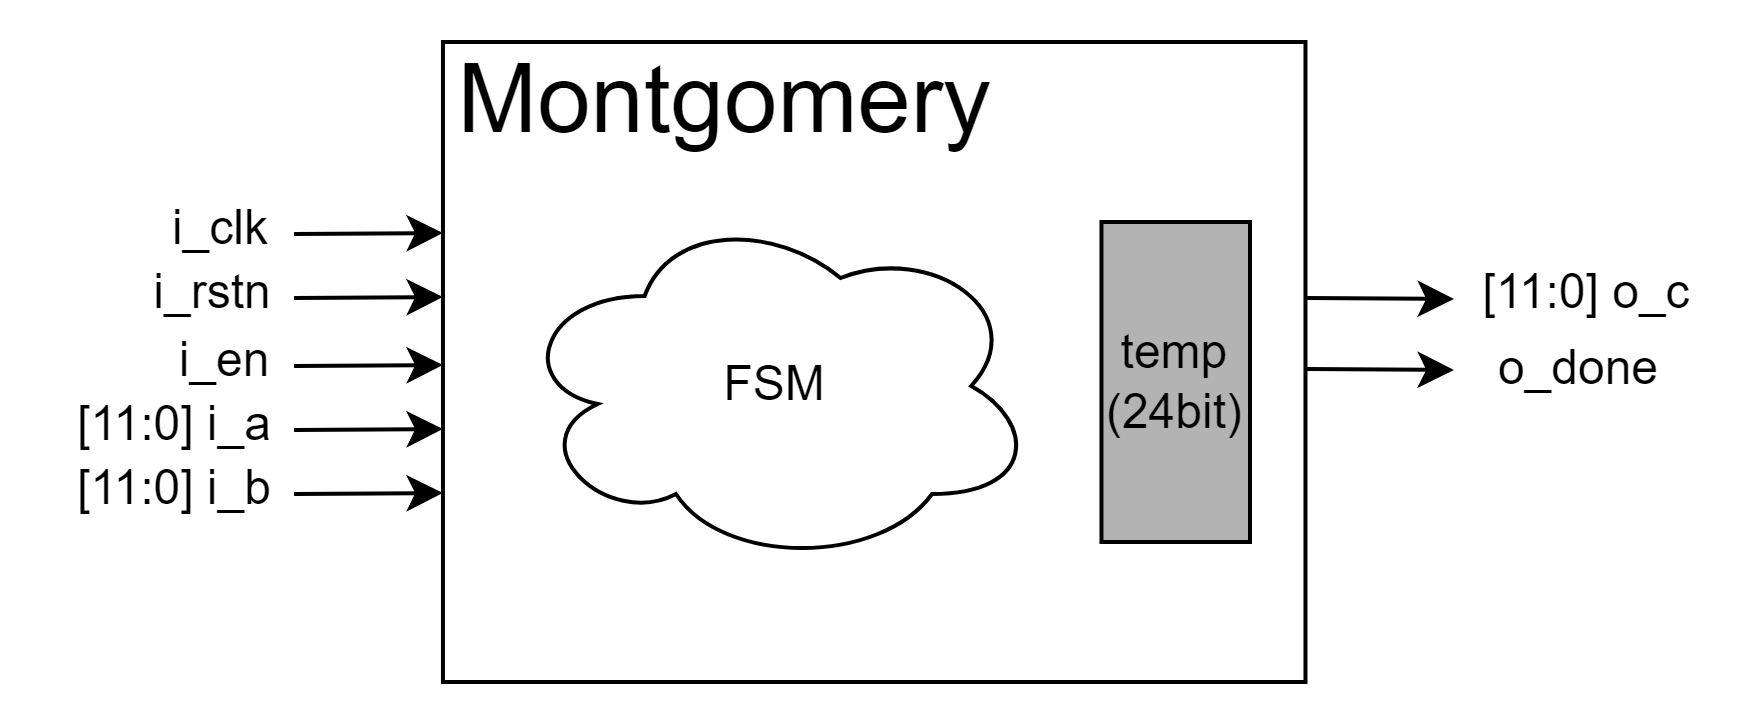 Montgomery
i_clk
i_rstn
i_en
[11:0] i_a
[11:0] i_b
FSM
temp
(24bit)
[11:0] o_c
o_done